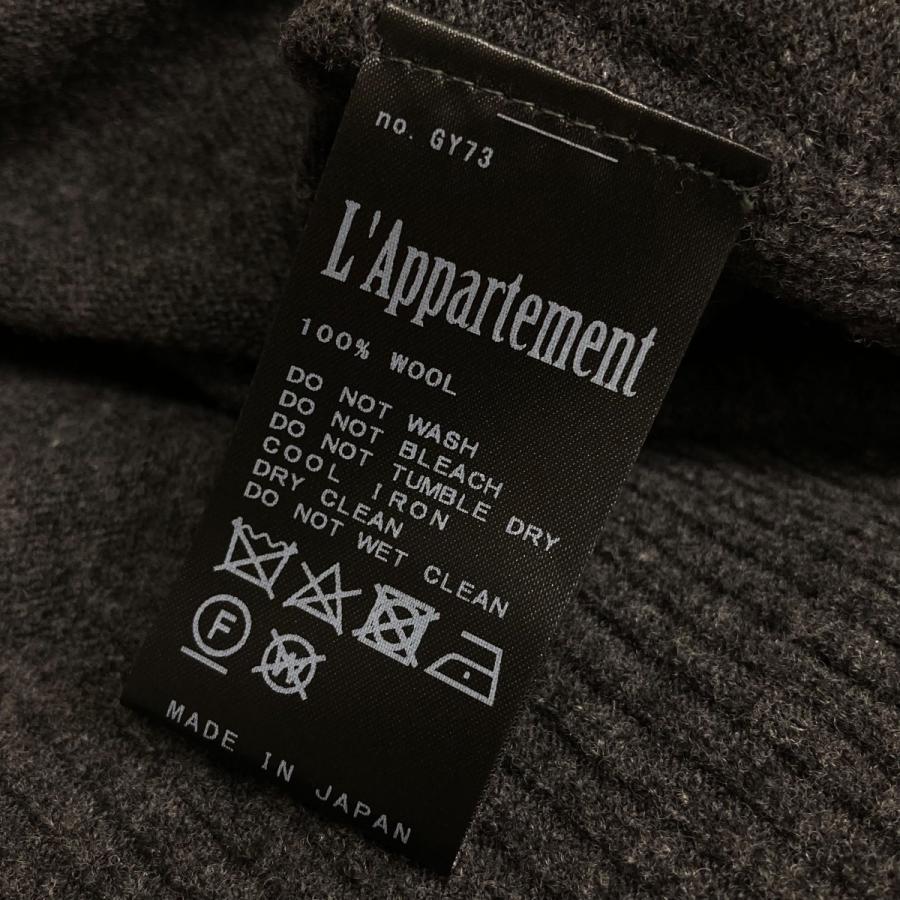 no. GY73
L'Appartement
100% WOOL
DO NOT WASH
DO NOT BLEACH
DO NOT TUMBLE DRY
COOL IRON
DRY CLEAN
DO NOT WET CLEAN
F
W
MADE IN JAPAN